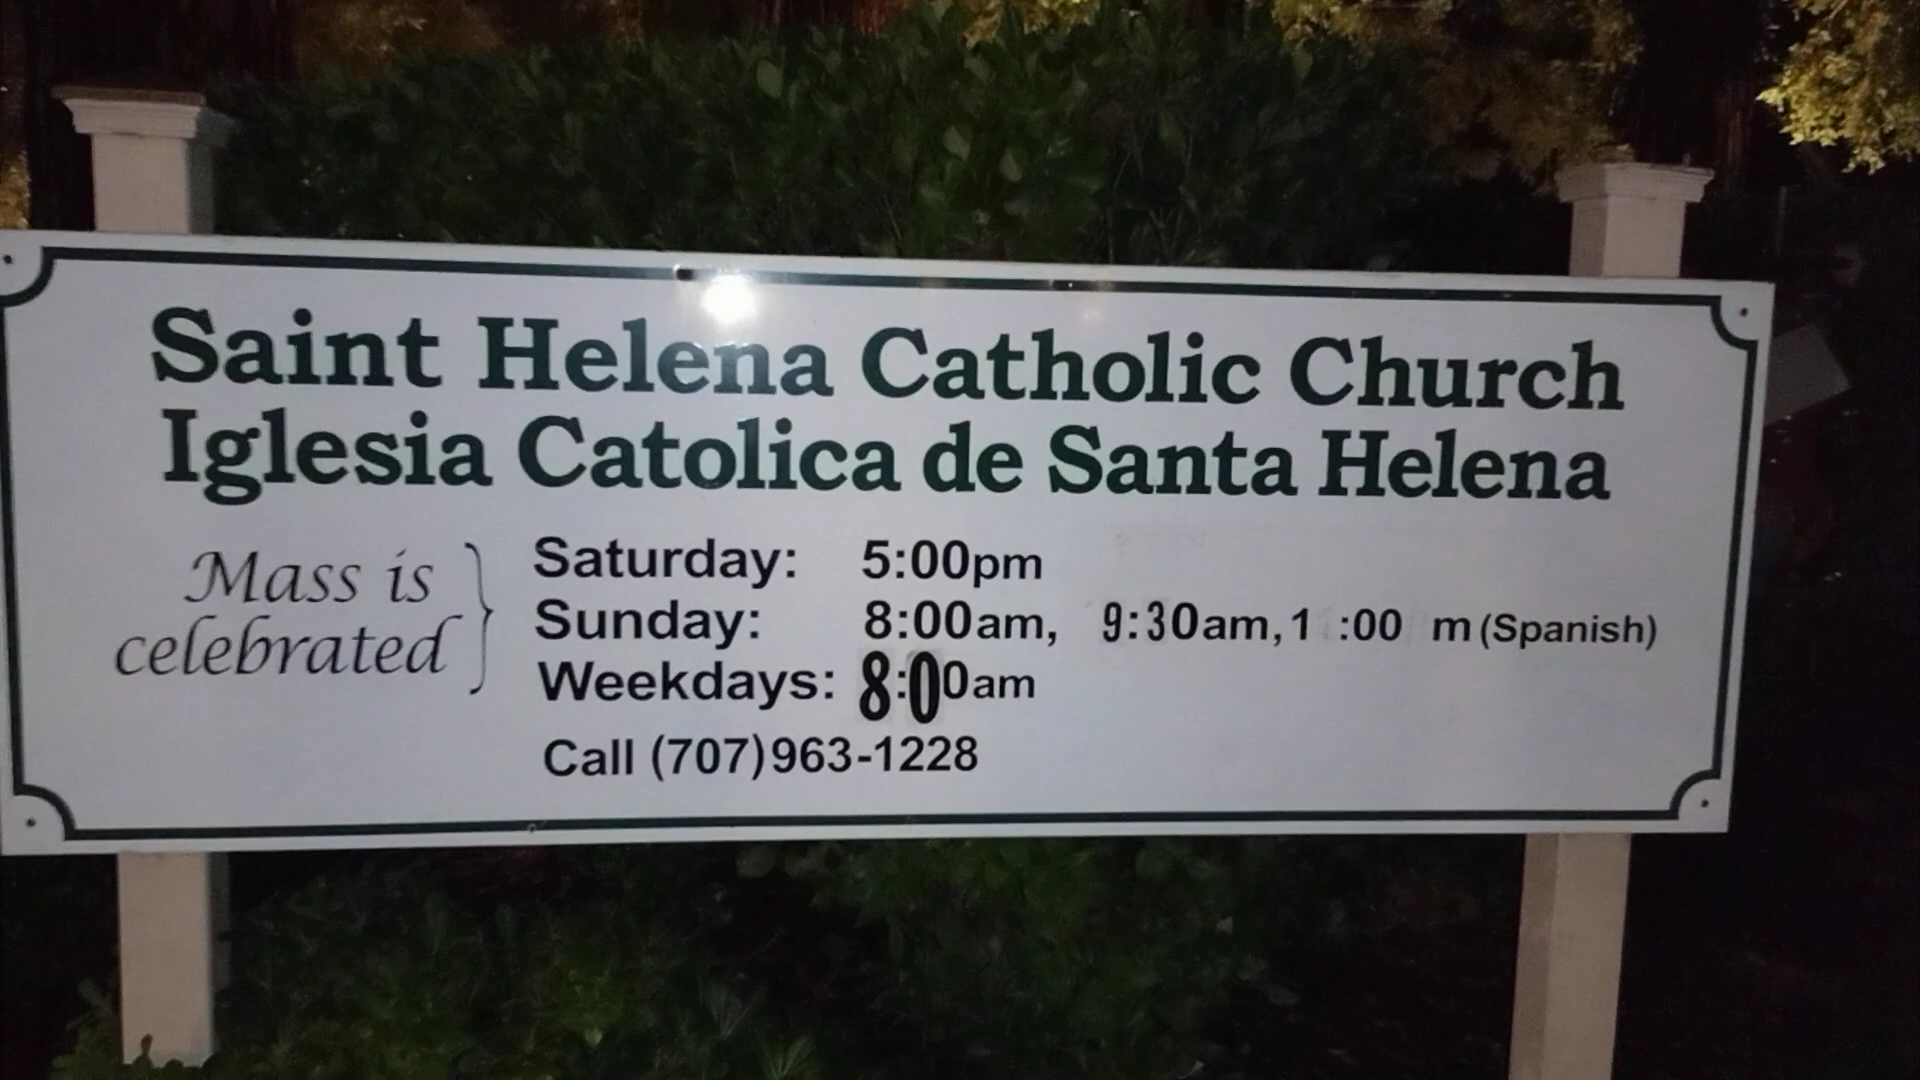 Saint Helena Catholic Church
Iglesia Catolica de Santa Helena
Mass is
celebrated
Saturday: 5:00pm
Sunday: 8:00am, 9:30am, 1 :00 m (Spanish)
Weekdays: 8:00am
Call (707)963-1228